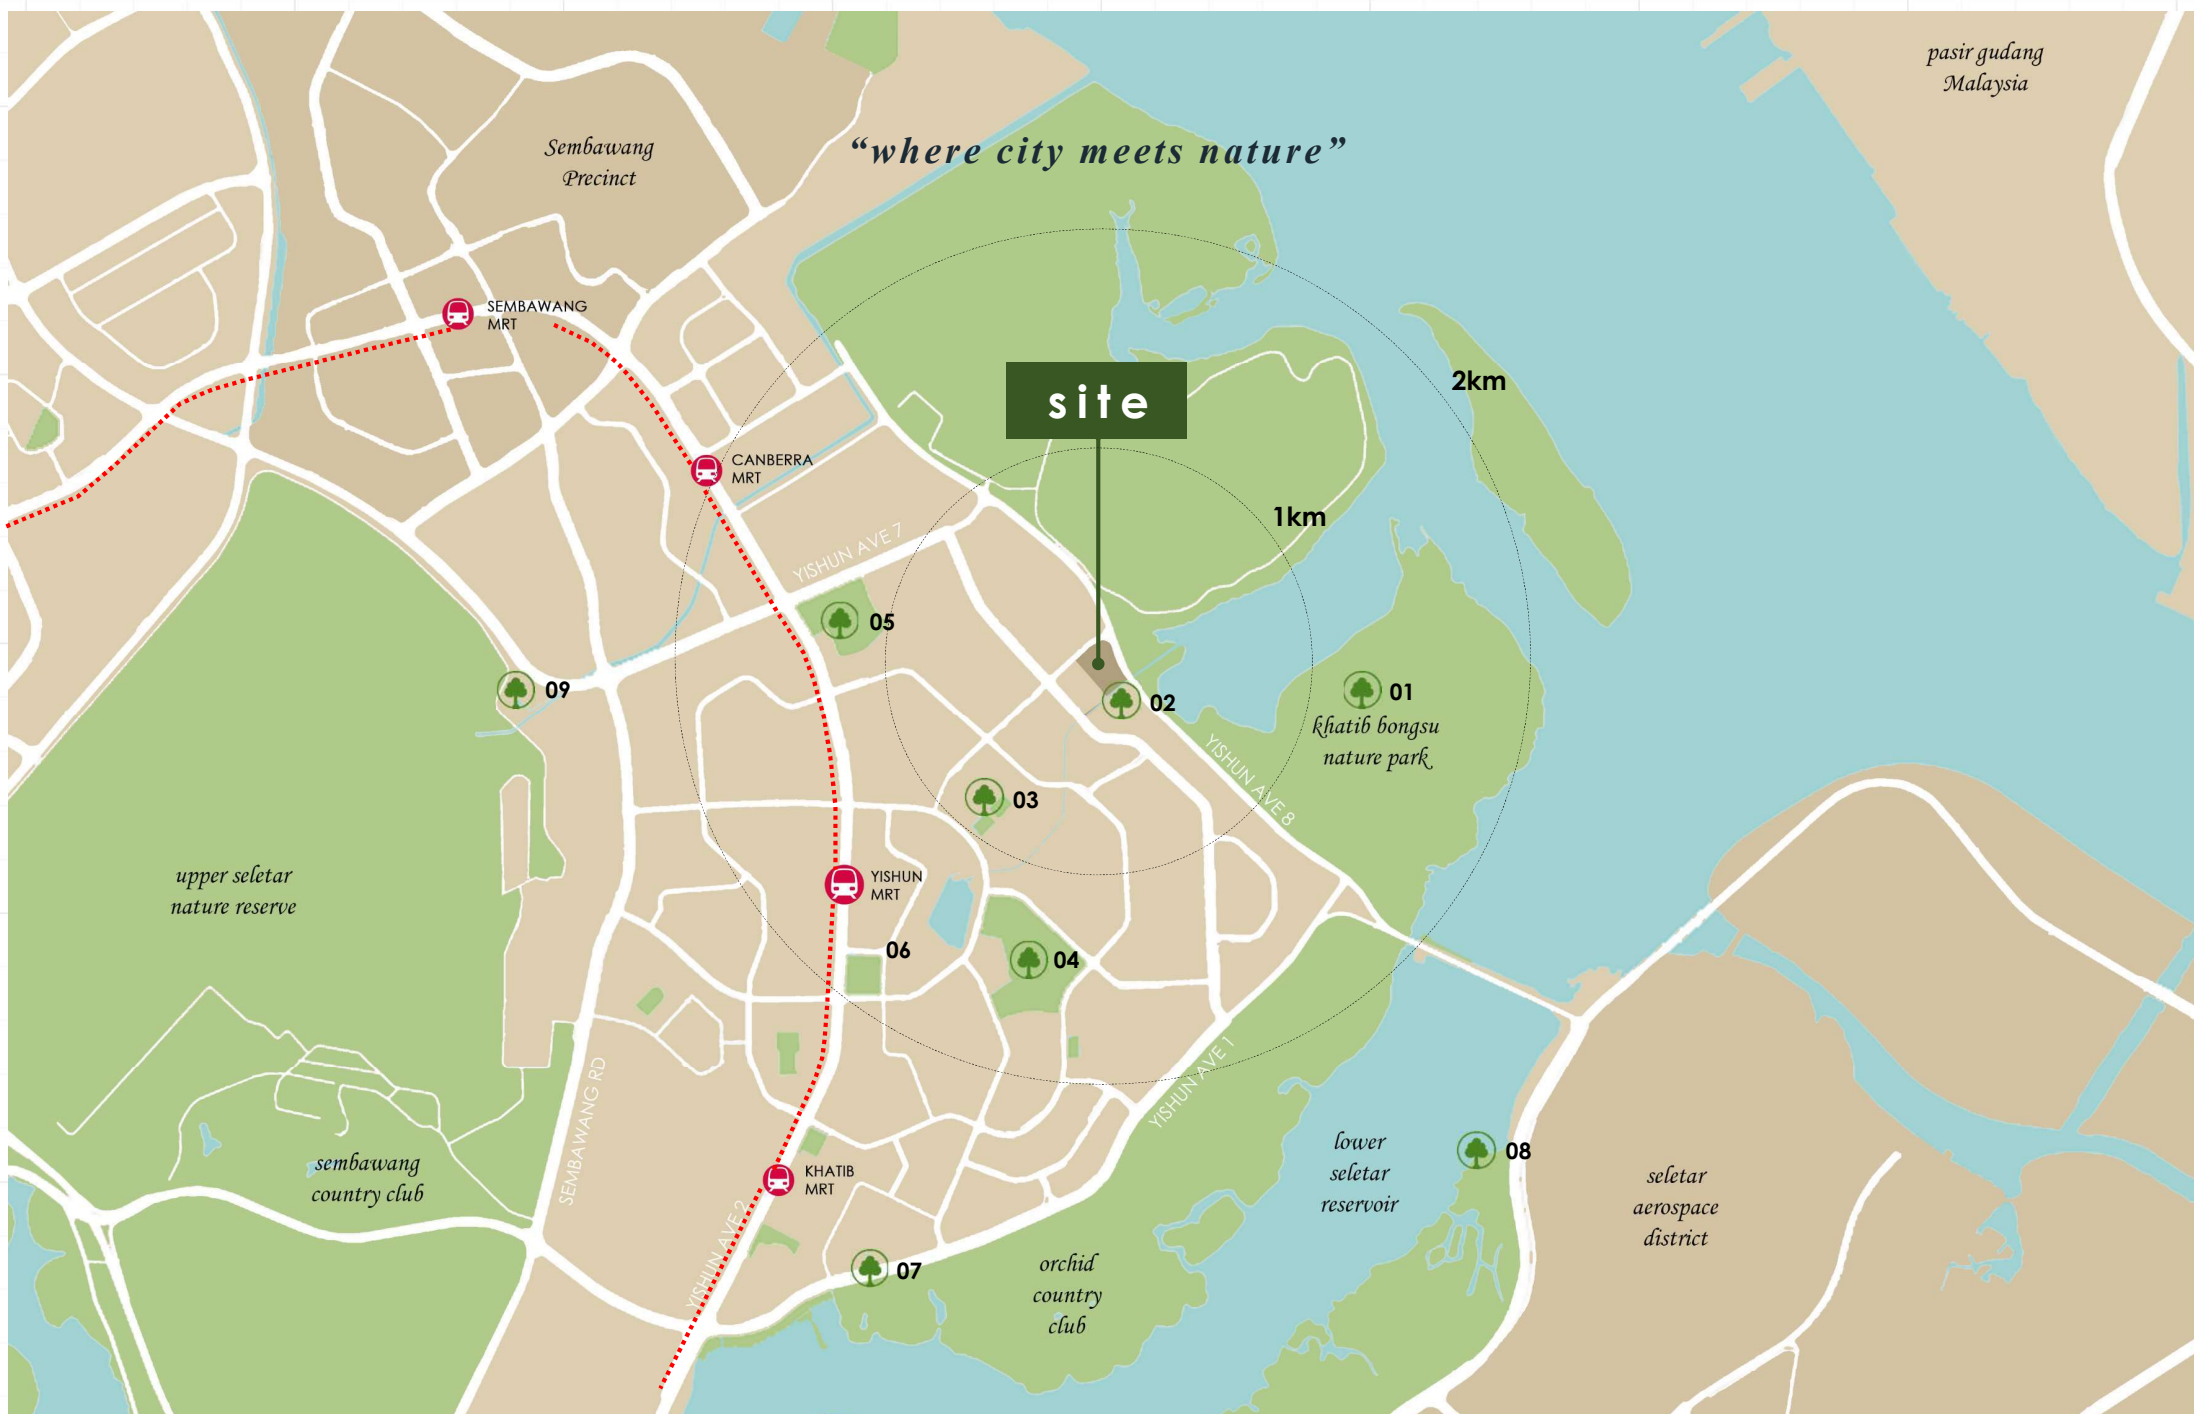 pasir gudang
Malaysia
“where city meets nature”
Sembawang
Precinct
SEMBAWANG
MRT
2km
site
CANBERRA
MRT
1km
YISHUN AVE 7
05
09
02
01
khatib bongsu
nature park
YISHUN AVE 8
03
upper seletar
nature reserve
YISHUN
MRT
06
04
SEMBAWANG RD
YISHUN AVE 1
lower
seletar
reservoir
08
sembawang
country club
KHATIB
MRT
seletar
aerospace
district
YISHUN AVE 2
07
orchid
country
club